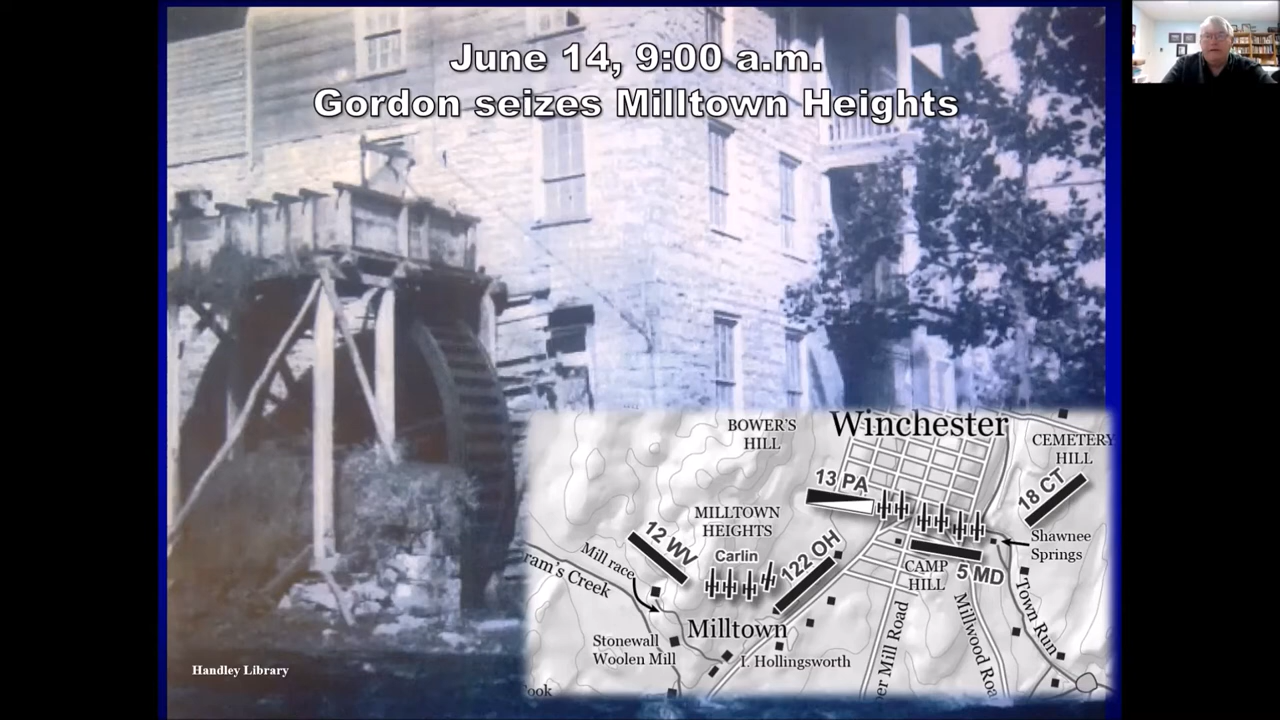 June 14, 9:00 a.m.
Gordon seizes Milltown Heights
Winchester
BOWER'S
HILL
CEMETERY
HILL
13 PA
18 CT
MILLTOWN
HEIGHTS
12 WV
Carlin
122 OH
Shawnee
Springs
CAMP
HILL
5 MD
Mill race
ram's Creek
Town Run
Milltown
Stonewall
Woolen Mill
I. Hollingsworth
per Mill Road
Millwood Roa
Handley Library
ook